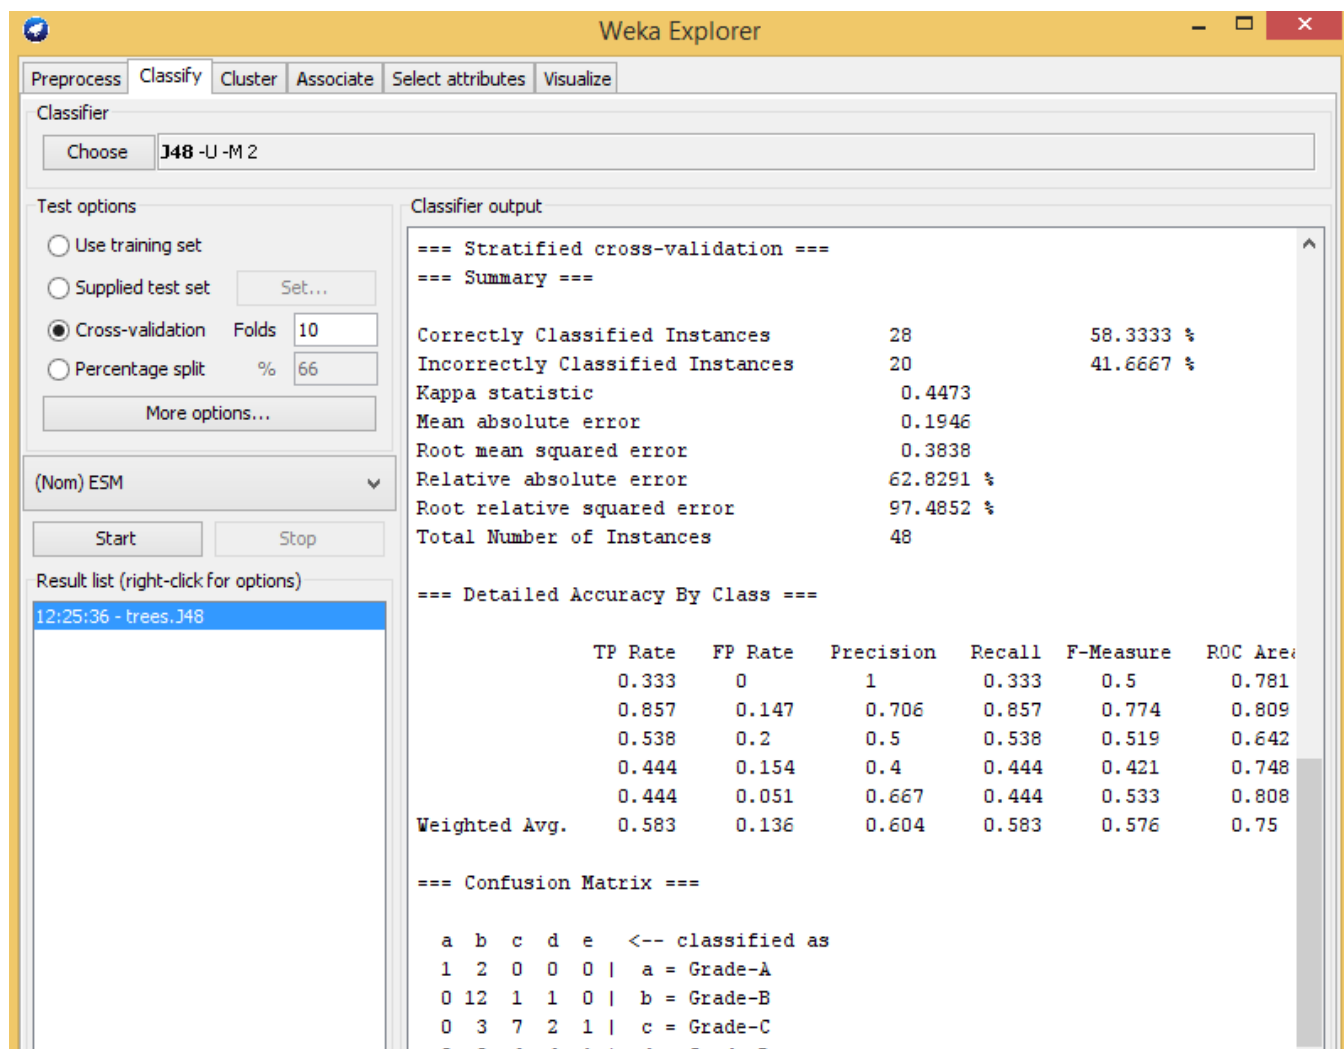 Weka Explorer
Preprocess Classify Cluster Associate Select attributes Visualize
Classifier
Choose J48 -U -M 2
Test options
Use training set
Supplied test set Set...
Cross-validation Folds 10
Percentage split % 66
More options...
(Nom) ESM
Start Stop
Result list (right-click for options)
12:25:36 - trees.J48
Classifier output
=== Stratified cross-validation ===
=== Summary ===
Correctly Classified Instances 28 58.3333 %
Incorrectly Classified Instances 20 41.6667 %
Kappa statistic 0.4473
Mean absolute error 0.1946
Root mean squared error 0.3838
Relative absolute error 62.8291 %
Root relative squared error 97.4852 %
Total Number of Instances 48
=== Detailed Accuracy By Class ===
TP Rate FP Rate Precision Recall F-Measure ROC Area
0.333 0 1 0.333 0.5 0.781
0.857 0.147 0.706 0.857 0.774 0.809
0.538 0.2 0.5 0.538 0.519 0.642
0.444 0.154 0.4 0.444 0.421 0.748
0.444 0.051 0.667 0.444 0.533 0.808
Weighted Avg. 0.583 0.136 0.604 0.583 0.576 0.75
=== Confusion Matrix ===
a b c d e <-- classified as
1 2 0 0 0 | a = Grade-A
0 12 1 1 0 | b = Grade-B
0 3 7 2 1 | c = Grade-C